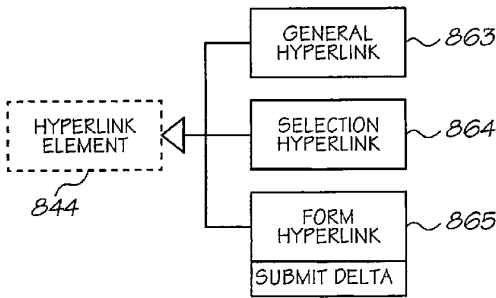 GENERAL
HYPERLINK
863
HYPERLINK
ELEMENT
844
SELECTION
HYPERLINK
864
FORM
HYPERLINK
865
SUBMIT DELTA